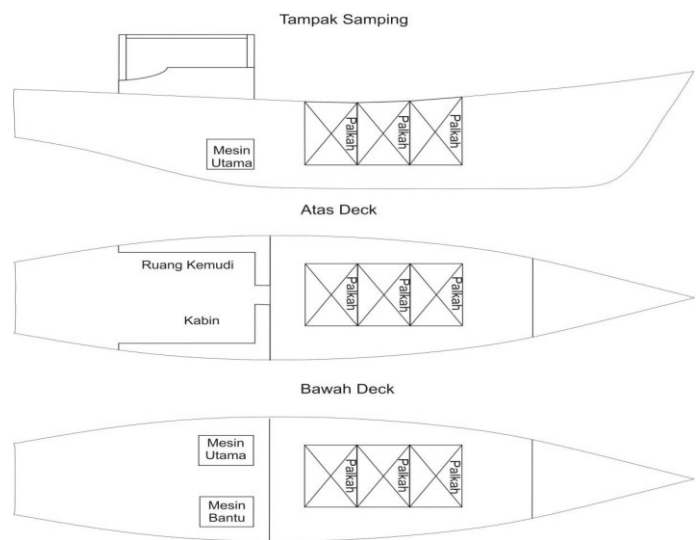 Tampak Samping
Palkah
Palkah
Palkah
Mesin
Utama
Atas Deck
Ruang Kemudi
Kabin
Palkah
Palkah
Palkah
Bawah Deck
Mesin
Utama
Mesin
Bantu
Palkah
Palkah
Palkah